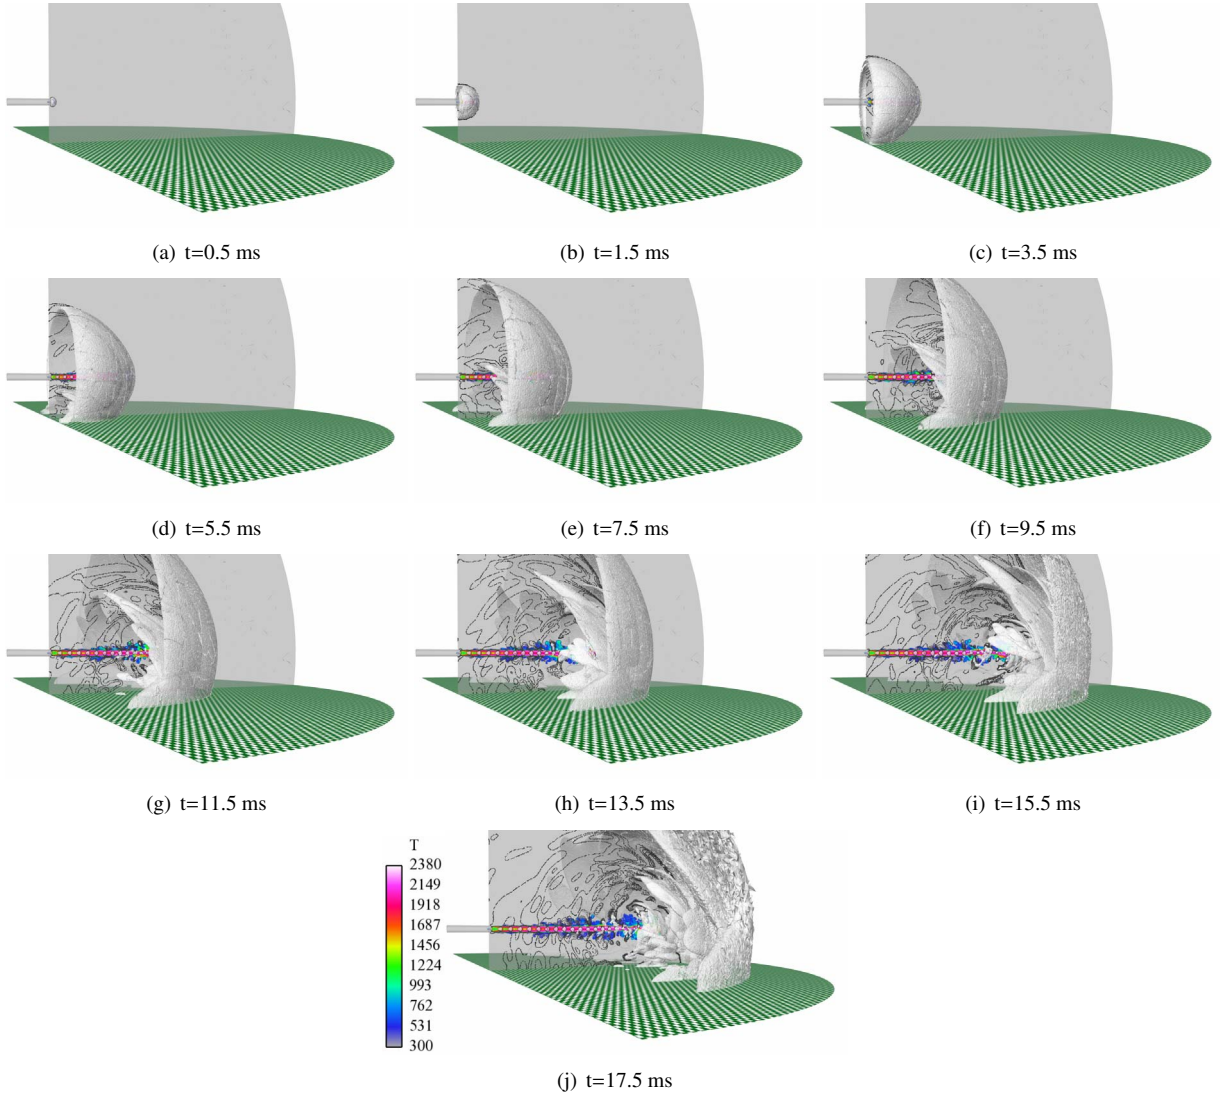 (a) t=0.5 ms
(b) t=1.5 ms
(c) t=3.5 ms
(d) t=5.5 ms
(e) t=7.5 ms
(f) t=9.5 ms
(g) t=11.5 ms
(h) t=13.5 ms
(i) t=15.5 ms
T
2380
2149
1918
1687
1456
1224
993
762
531
300
(j) t=17.5 ms